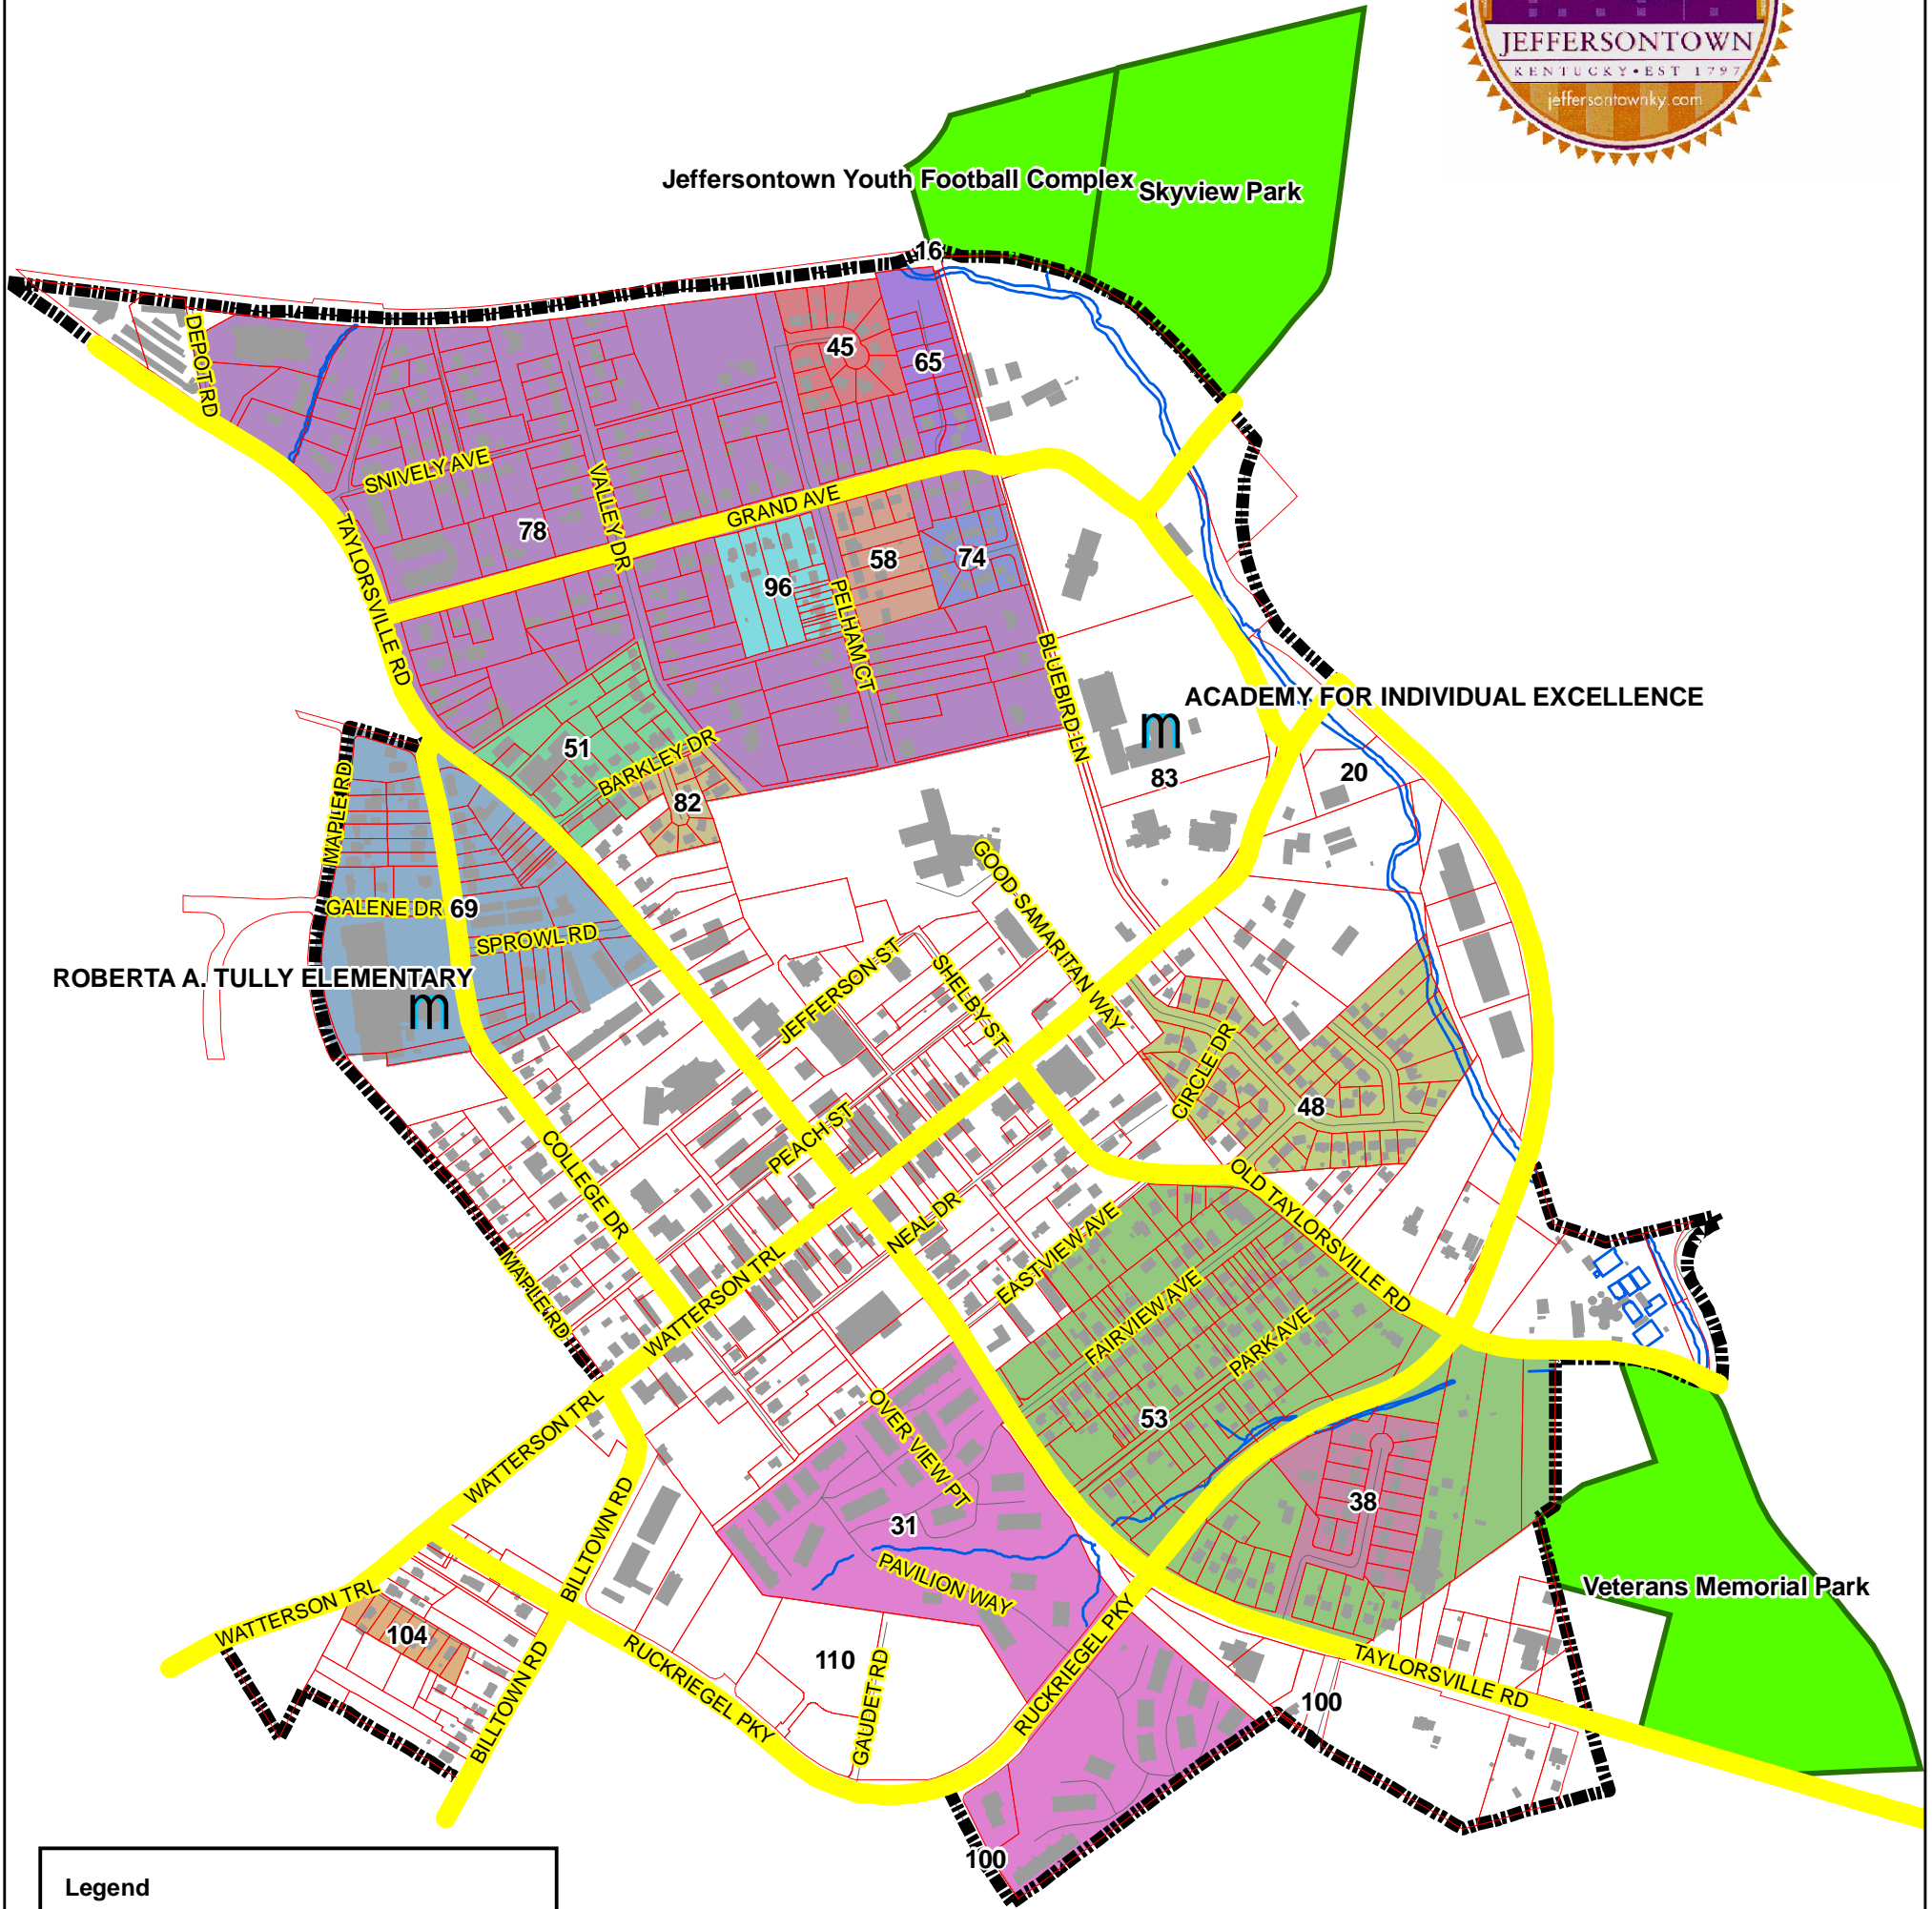 JEFFERSONTOWN
KENTUCKY•EST 1797
jeffersontownky.com
Jeffersontown Youth Football Complex
Skyview Park
16
DEPOT RD
45
65
SNIVELY AVE
VALLEY DR
GRAND AVE
78
TAYLORSVILLE RD
96
58
74
PELHAM CT
BLUEBIRD LN
ACADEMY FOR INDIVIDUAL EXCELLENCE
m
83
20
51
BARKLEY DR
82
MAPLE RD
GALENE DR
69
SPROWL RD
ROBERTA A. TULLY ELEMENTARY
m
GOOD SAMARITAN WAY
JEFFERSON ST
SHELBY ST
CIRCLE DR
48
PEACH ST
COLLEGE DR
OLD TAYLORSVILLE RD
NEAL DR
EASTVIEW AVE
MAPLE RD
WATTERSON TRL
FAIRVIEW AVE
PARK AVE
53
OVER VIEW PT
WATTERSON TRL
BILLTOWN RD
31
38
PAVILION WAY
Veterans Memorial Park
WATTERSON TRL
104
110
RUCKRIEGEL PKY
GAUDET RD
RUCKRIEGEL PKY
BILLTOWN RD
TAYLORSVILLE RD
100
100
Legend